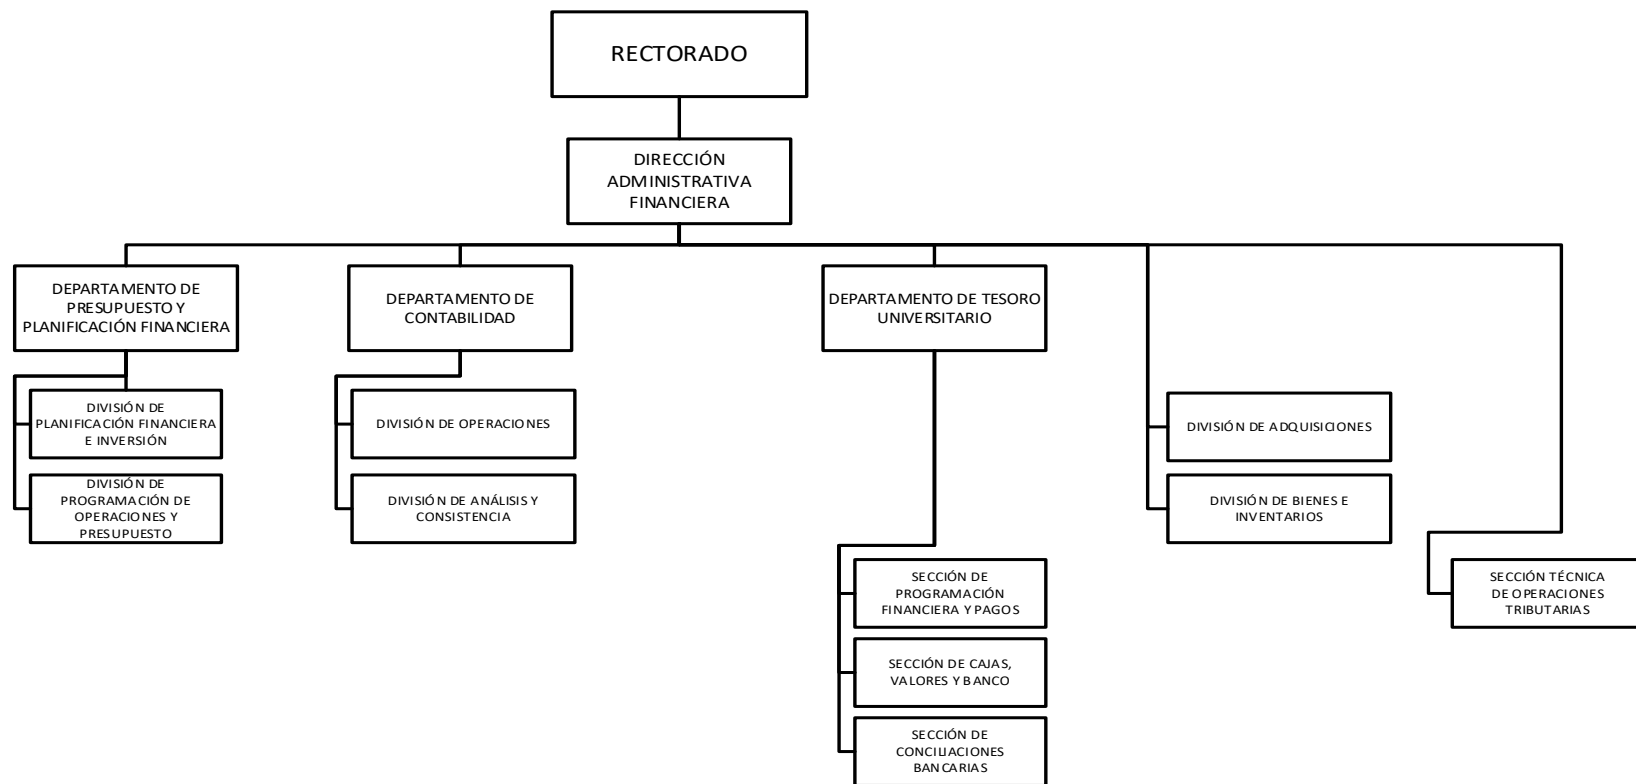 RECTORADO
DIRECCIÓN
ADMINISTRATIVA
FINANCIERA
DEPARTAMENTO DE
PRESUPUESTO Y
PLANIFICACIÓN FINANCIERA
DEPARTAMENTO DE
CONTABILIDAD
DEPARTAMENTO DE TESORO
UNIVERSITARIO
DIVISIÓN DE
PLANIFICACIÓN FINANCIERA
E INVERSIÓN
DIVISIÓN DE OPERACIONES
DIVISIÓN DE ADQUISICIONES
DIVISIÓN DE
PROGRAMACIÓN DE
OPERACIONES Y
PRESUPUESTO
DIVISIÓN DE ANÁLISIS Y
CONSISTENCIA
DIVISIÓN DE BIENES E
INVENTARIOS
SECCIÓN DE
PROGRAMACIÓN
FINANCIERA Y PAGOS
SECCIÓN TÉCNICA
DE OPERACIONES
TRIBUTARIAS
SECCIÓN DE CAJAS,
VALORES Y BANCO
SECCIÓN DE
CONCILIACIONES
BANCARIAS